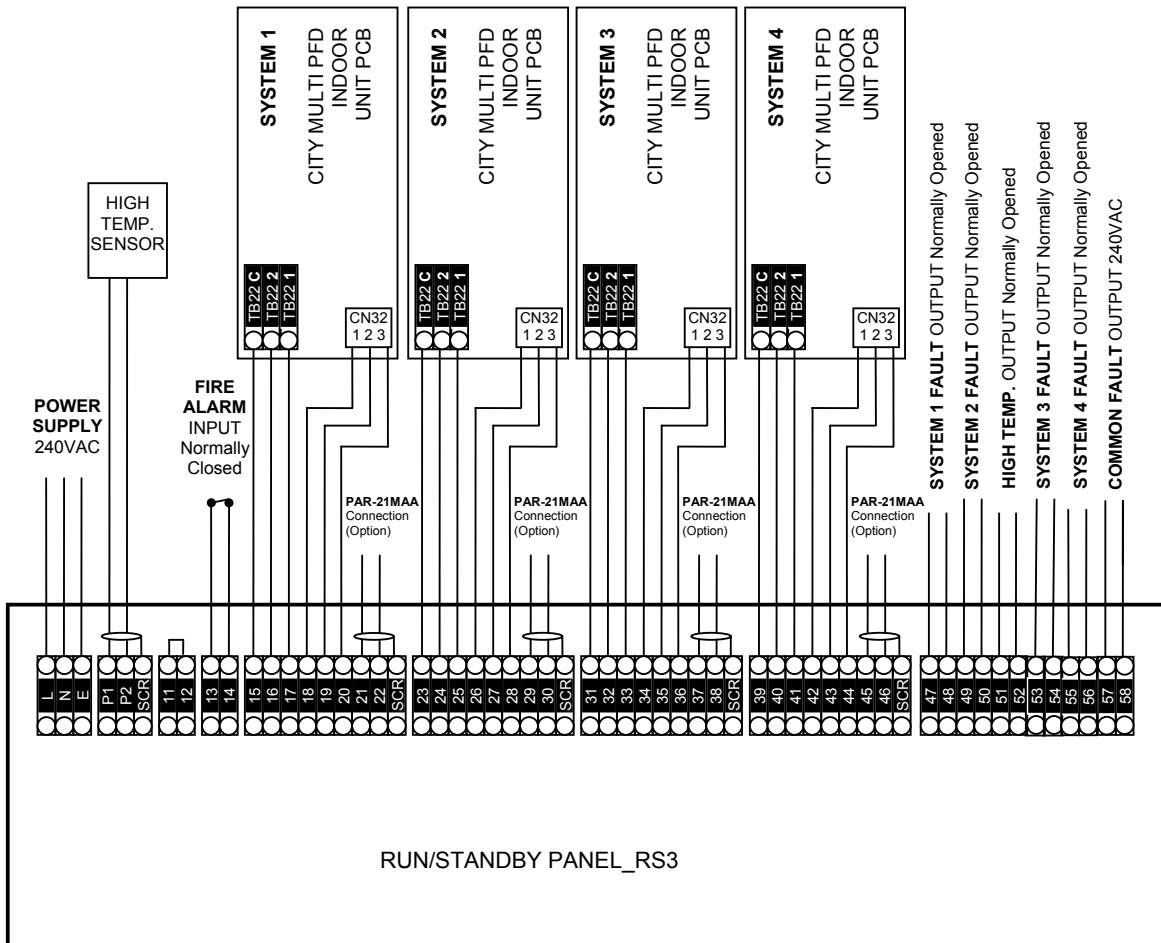 SYSTEM 1
CITY MULTI PFD
INDOOR
UNIT PCB
TB22 C
TB22 2
TB22 1
CN32
1 2 3
SYSTEM 2
CITY MULTI PFD
INDOOR
UNIT PCB
TB22 C
TB22 2
TB22 1
CN32
1 2 3
SYSTEM 3
CITY MULTI PFD
INDOOR
UNIT PCB
TB22 C
TB22 2
TB22 1
CN32
1 2 3
SYSTEM 4
CITY MULTI PFD
INDOOR
UNIT PCB
TB22 C
TB22 2
TB22 1
CN32
1 2 3
HIGH
TEMP.
SENSOR
POWER
SUPPLY
240VAC
FIRE
ALARM
INPUT
Normally
Closed
PAR-21MAA
Connection
(Option)
PAR-21MAA
Connection
(Option)
PAR-21MAA
Connection
(Option)
PAR-21MAA
Connection
(Option)
SYSTEM 1 FAULT OUTPUT Normally Opened
SYSTEM 2 FAULT OUTPUT Normally Opened
HIGH TEMP. OUTPUT Normally Opened
SYSTEM 3 FAULT OUTPUT Normally Opened
SYSTEM 4 FAULT OUTPUT Normally Opened
COMMON FAULT OUTPUT 240VAC
L
N
E
P1
P2
SCR
11
12
13
14
15
16
17
18
19
20
21
22
SCR
23
24
25
26
27
28
29
30
SCR
31
32
33
34
35
36
37
38
SCR
39
40
41
42
43
44
45
46
SCR
47
48
49
50
51
52
53
54
55
56
57
58
RUN/STANDBY PANEL_RS3